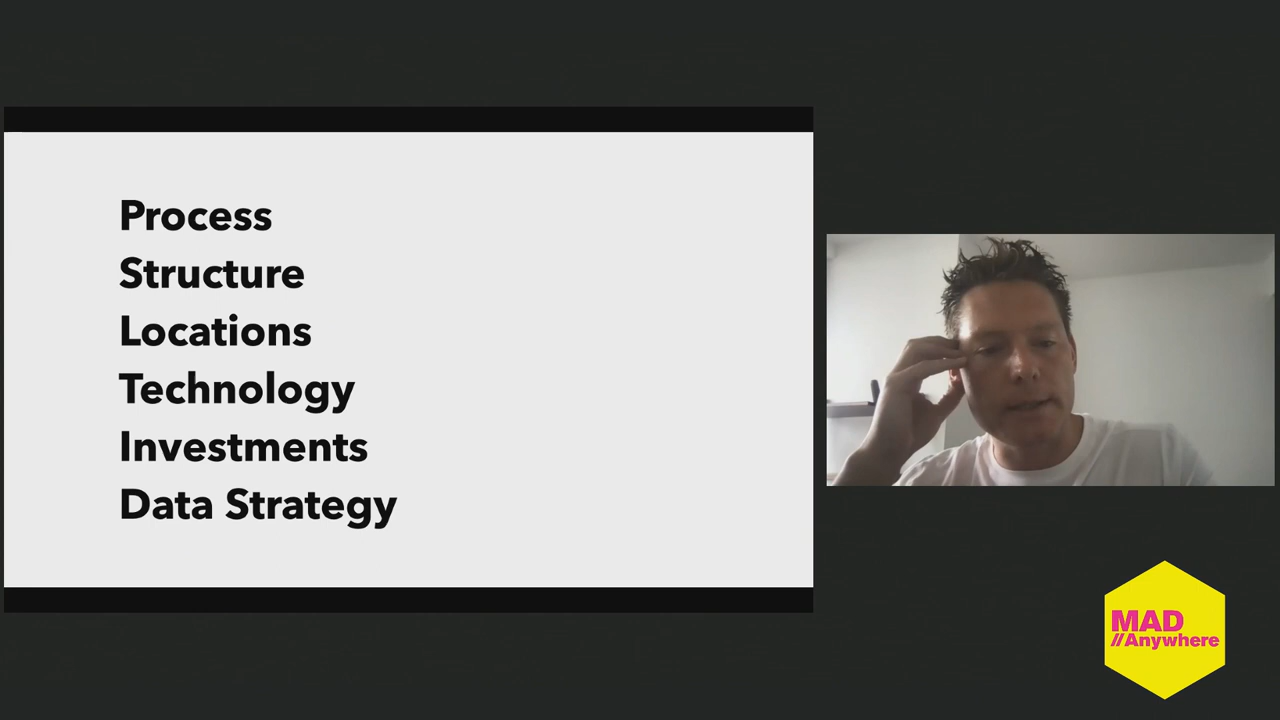 Process
Structure
Locations
Technology
Investments
Data Strategy
MAD
//Anywhere